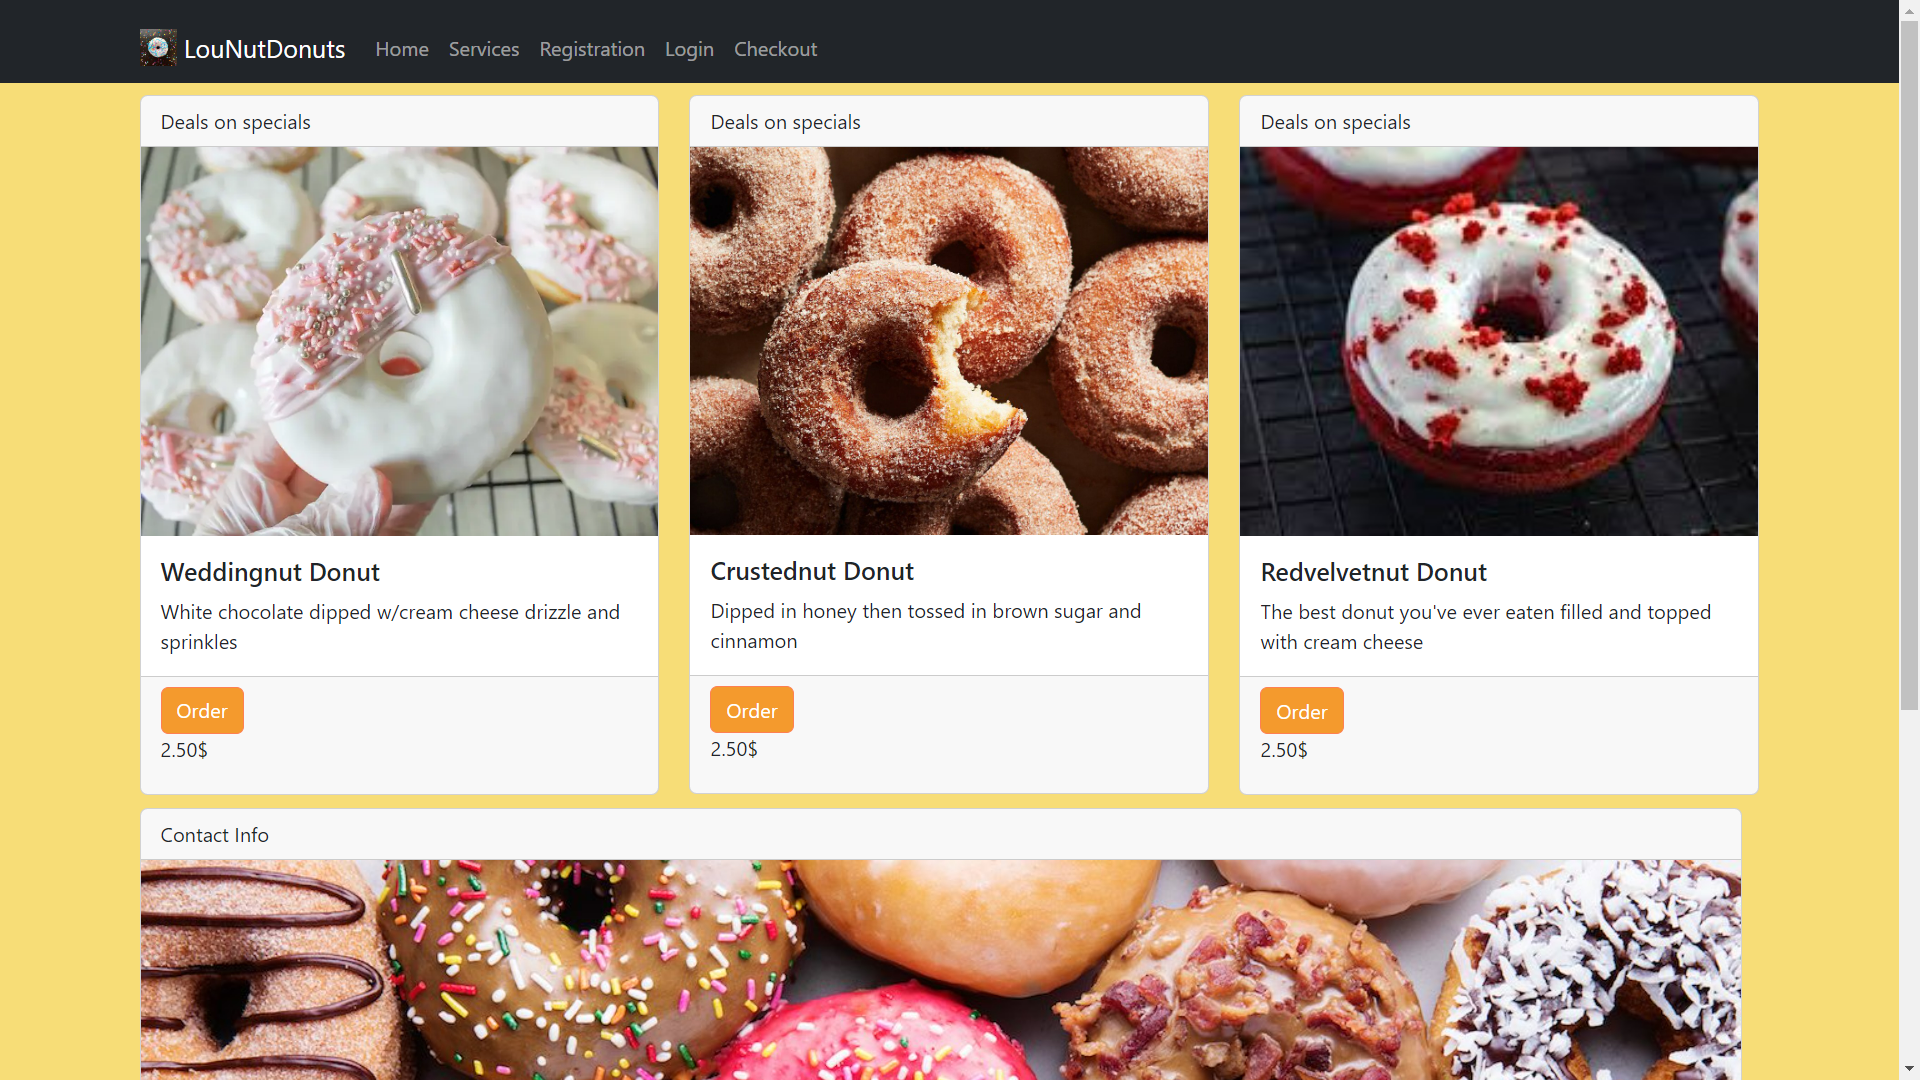 LouNutDonuts Home Services Registration Login Checkout
Deals on specials
Weddingnut Donut
White chocolate dipped w/cream cheese drizzle and
sprinkles
Order
2.50$
Deals on specials
Crustednut Donut
Dipped in honey then tossed in brown sugar and
cinnamon
Order
2.50$
Deals on specials
Redvelvetnut Donut
The best donut you've ever eaten filled and topped
with cream cheese
Order
2.50$
Contact Info